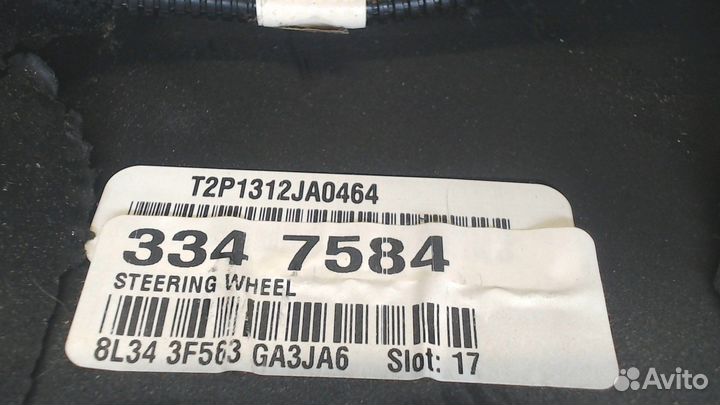 T2P1312JA0464
334 7584
STEERING WHEEL
8L34 3F563 GA3JA6 Slot: 17
Avito